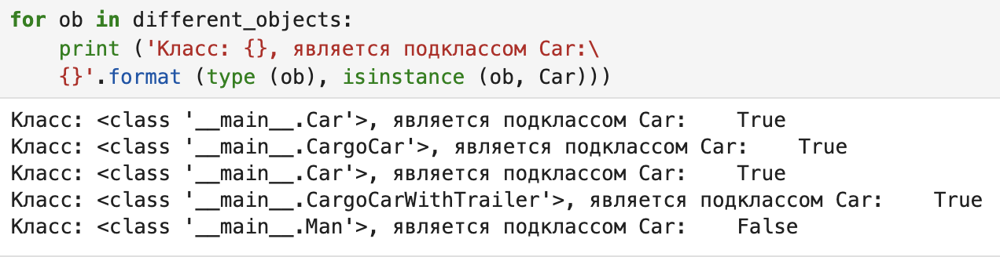 for ob in different_objects:
    print ('Класс: {}, является подклассом Car:\
    {}'.format (type (ob), isinstance (ob, Car)))
Класс: <class '__main__.Car'>, является подклассом Car:    True
Класс: <class '__main__.CargoCar'>, является подклассом Car:    True
Класс: <class '__main__.Car'>, является подклассом Car:    True
Класс: <class '__main__.CargoCarWithTrailer'>, является подклассом Car:    True
Класс: <class '__main__.Man'>, является подклассом Car:    False